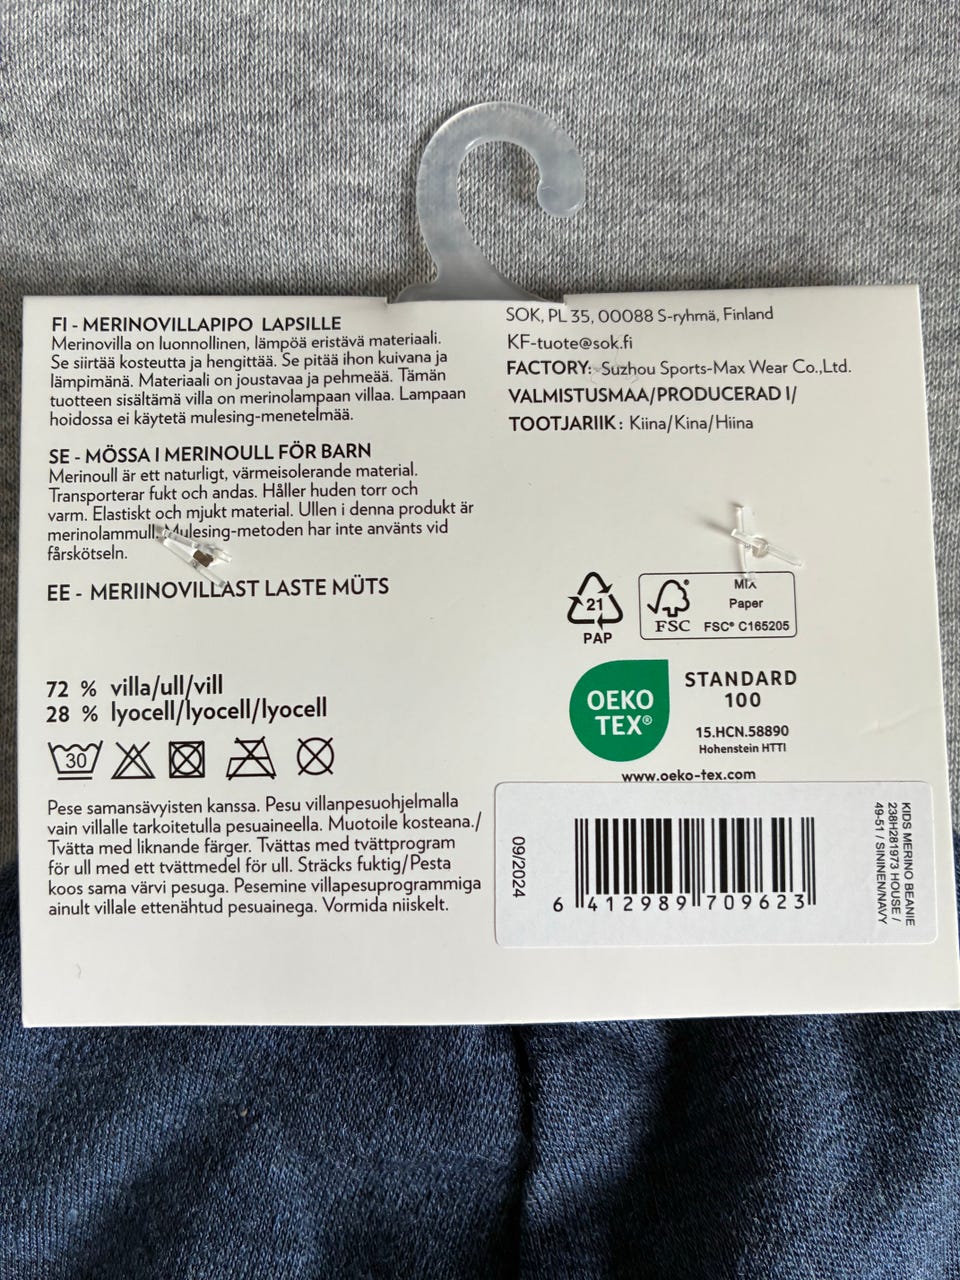 FI - MERINOVILLAPIPO LAPSILLE
Merinovilla on luonnollinen, lämpöä eristävä materiaali.
Se siirtää kosteutta ja hengittää. Se pitää ihon kuivana ja
lämpimänä. Materiaali on joustavaa ja pehmeää. Tämän
tuotteen sisältämä villa on merinolampaan villaa. Lampaan
hoidossa ei käytetä mulesing-menetelmää.
SE - MÖSSA I MERINOULL FÖR BARN
Merinoull är ett naturligt, värmeisolerande material.
Transporterar fukt och andas. Håller huden torr och
varm. Elastiskt och mjukt material. Ullen i denna produkt är
merinolammull. Mulesing-metoden har inte använts vid
fårskötseln.
EE - MERIINOVILLAST LASTE MÜTS
72 % villa/ull/vill
28 % lyocell/lyocell/lyocell
30
Pese samansävyisten kanssa. Pesu villanpesuohjelmalla
vain villalle tarkoitetulla pesuaineella. Muotoile kosteana./
Tvätta med liknande färger. Tvättas med tvättprogram
för ull med ett tvättmedel för ull. Sträcks fuktig/Pesta
koos sama värvi pesuga. Pesemine villapesuprogrammiga
ainult villale ettenähtud pesuainega. Vormida niiskelt.
SOK, PL 35, 00088 S-ryhmä, Finland
KF-tuote@sok.fi
FACTORY: Suzhou Sports-Max Wear Co.,Ltd.
VALMISTUSMAA/PRODUCERAD I/
TOOTJARIIK : Kiina/Kina/Hiina
21
PAP
FSC
MIX
Paper
FSC® C165205
OEKO
TEX®
STANDARD
100
15.HCN.58890
Hohenstein HTTI
www.oeko-tex.com
09/2024
6 412989 709623
KIDS MERINO BEANIE
238H281973 HOUSE /
49-51 / SININEN/NAVY